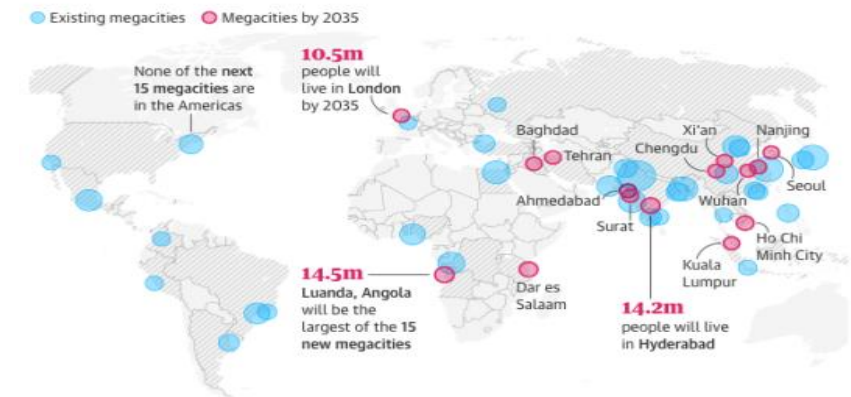 Existing megacities Megacities by 2035
None of the next
15 megacities are
in the Americas
10.5m
people will
live in London
by 2035
Baghdad
Tehran
Xi'an
Nanjing
Chengdu
Seoul
Wuhan
Ahmedabad
Surat
Ho Chi
Minh City
Kuala
Lumpur
Dar es
Salaam
14.5m
Luanda, Angola
will be the
largest of the 15
new megacities
14.2m
people will live
in Hyderabad